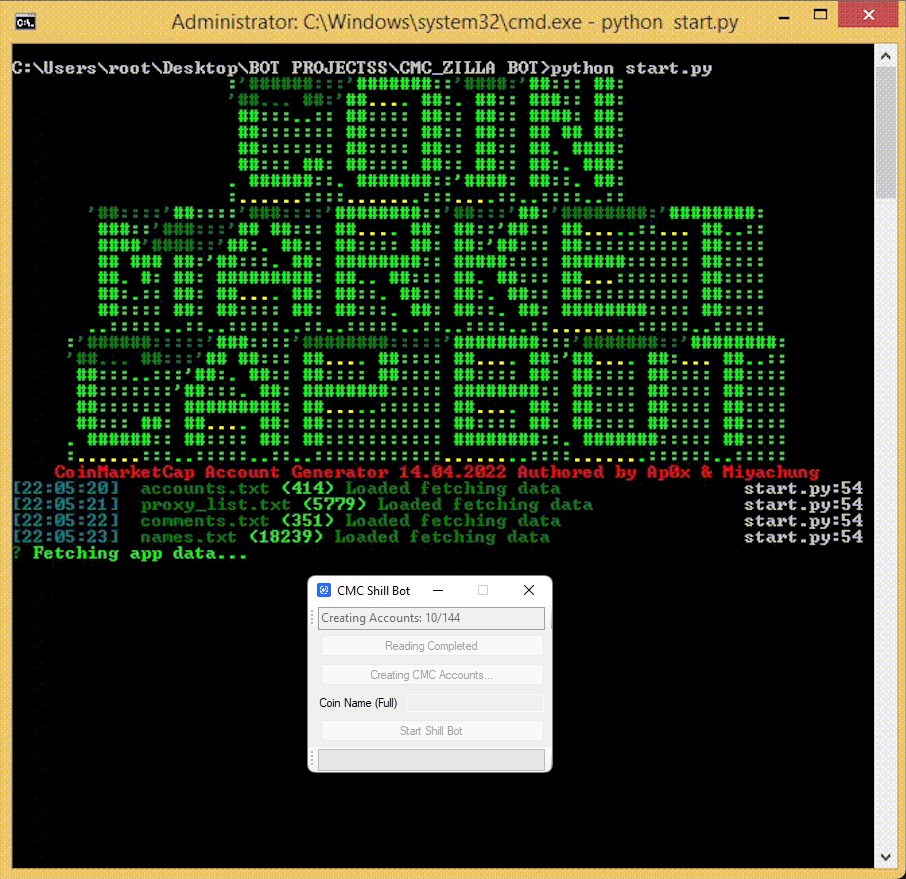 Administrator: C:\Windows\system32\cmd.exe - python start.py
C:\Users\root\Desktop\BOT PROJECTSS\CMC_ZILLA BOT>python start.py
COIN
MARKET
CAP BOT
CoinMarketCap Account Generator 14.04.2022 Authored by Ap0x & Miyachung
[22:05:20] accounts.txt (414) Loaded fetching data start.py:54
[22:05:21] proxy_list.txt (5779) Loaded fetching data start.py:54
[22:05:22] comments.txt (351) Loaded fetching data start.py:54
[22:05:23] names.txt (18239) Loaded fetching data start.py:54
? Fetching app data...
CMC Shill Bot
Creating Accounts: 10/144
Reading Completed
Creating CMC Accounts...
Coin Name (Full)
Start Shill Bot